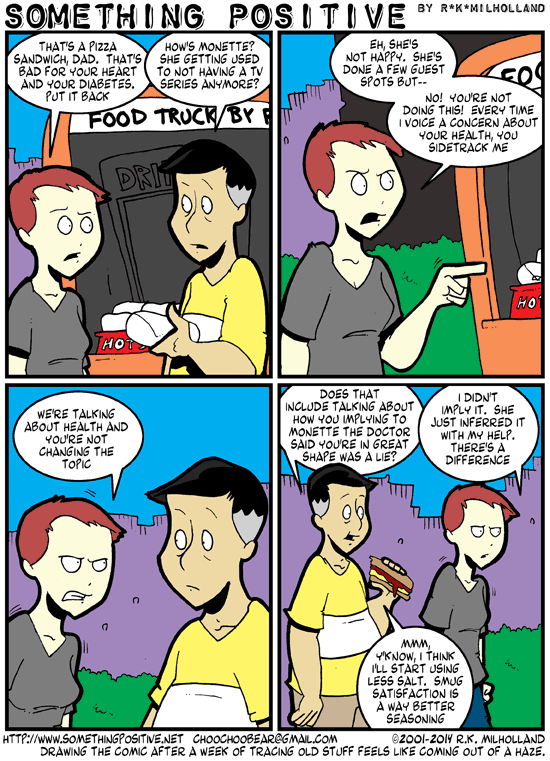 SOMETHING POSITIVE BY R*K*MILHOLLAND
THAT'S A PIZZA
SANDWICH, DAD. THAT'S
BAD FOR YOUR HEART
AND YOUR DIABETES.
PUT IT BACK
HOW'S MONETTE?
SHE GETTING USED
TO NOT HAVING A TV
SERIES ANYMORE?
FOOD TRUCK/BY F
DRI
HOT
EH, SHE'S
NOT HAPPY. SHE'S
DONE A FEW GUEST
SPOTS BUT--
NO! YOU'RE NOT
DOING THIS! EVERY TIME
I VOICE A CONCERN ABOUT
YOUR HEALTH, YOU
SIDETRACK ME
FOO
HO
WE'RE TALKING
ABOUT HEALTH AND
YOU'RE NOT
CHANGING THE
TOPIC
DOES THAT
INCLUDE TALKING ABOUT
HOW YOU IMPLYING TO
MONETTE THE DOCTOR
SAID YOU'RE IN GREAT
SHAPE WAS A LIE?
I DIDN'T
IMPLY IT. SHE
JUST INFERRED IT
WITH MY HELP.
THERE'S A
DIFFERENCE
MMM,
Y'KNOW, I THINK
I'LL START USING
LESS SALT. SMUG
SATISFACTION IS
A WAY BETTER
SEASONING
HTTP://WWW.SOMETHINGPOSITIVE.NET CHOOCHOOBEAR@GMAIL.COM ©2001-2014 R.K. MILHOLLAND
DRAWING THE COMIC AFTER A WEEK OF TRACING OLD STUFF FEELS LIKE COMING OUT OF A HAZE.